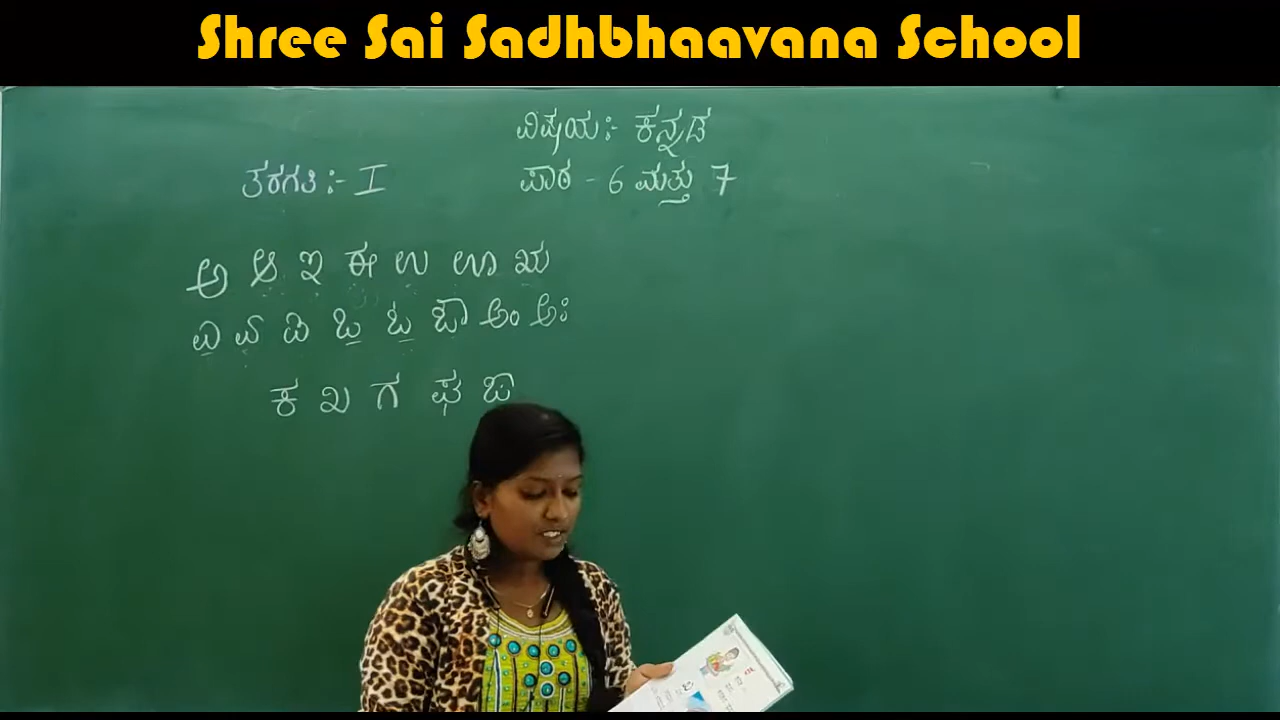 Shree Sai Sadhbhaavana School
ವಿಷಯ:- ಕನ್ನಡ
ತರಗತಿ :- I
ಪಾಠ - 6 ಮತ್ತು 7
ಅ ಆ ಇ ಈ ಉ ಊ ಋ
ಎ ಏ ಐ ಒ ಓ ಔ ಅಂ ಅಃ
ಕ ಖ ಗ ಘ ಙ